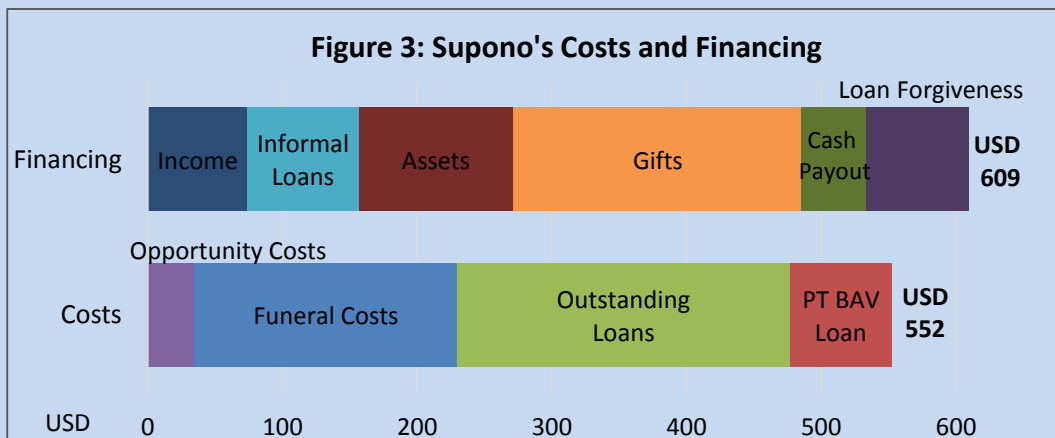 Figure 3: Supono's Costs and Financing
Loan Forgiveness
Financing
Income
Informal
Loans
Assets
Gifts
Cash
Payout
USD
609
Opportunity Costs
Costs
Funeral Costs
Outstanding
Loans
PT BAV
Loan
USD
552
USD 0 100 200 300 400 500 600